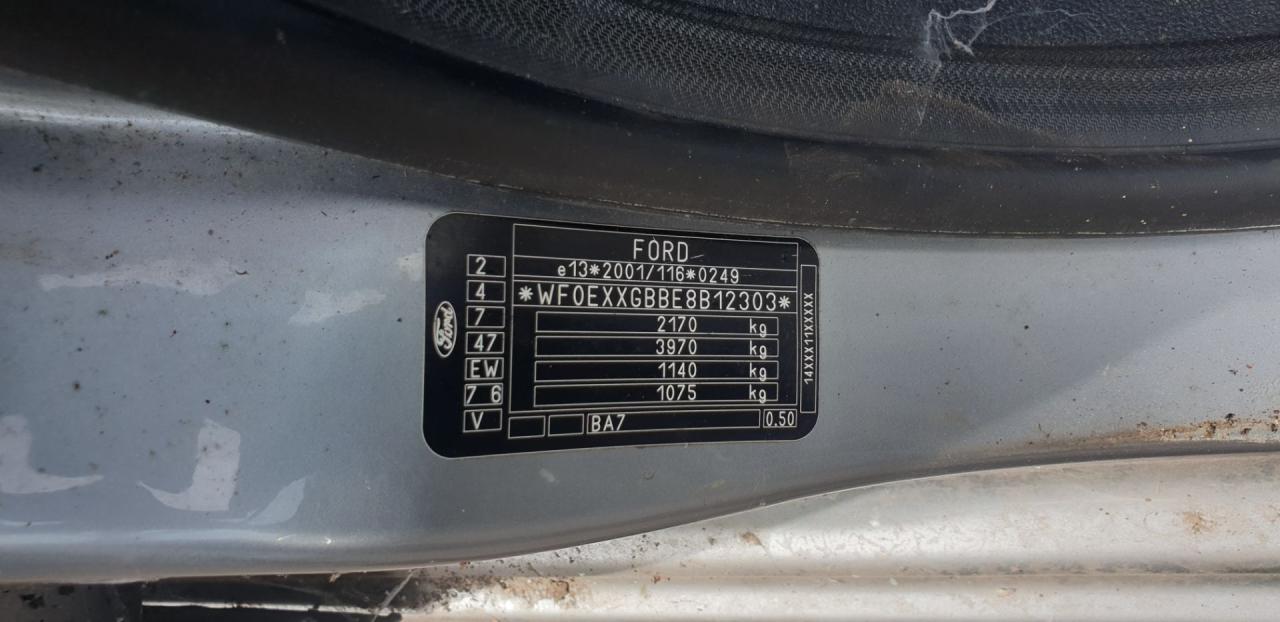 FORD
e13*2001/116*0249
*WF0EXXGBBE8B12303*
2170 kg
3970 kg
1140 kg
1075 kg
BA7 0.50
2
4
7
47
EW
7 6
V
Ford
14XXX11XXXXX